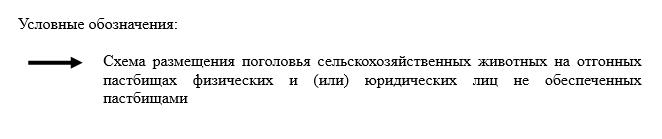 Условные обозначения:
Схема размещения поголовья сельскохозяйственных животных на отгонных
пастбищах физических и (или) юридических лиц не обеспеченных
пастбищами